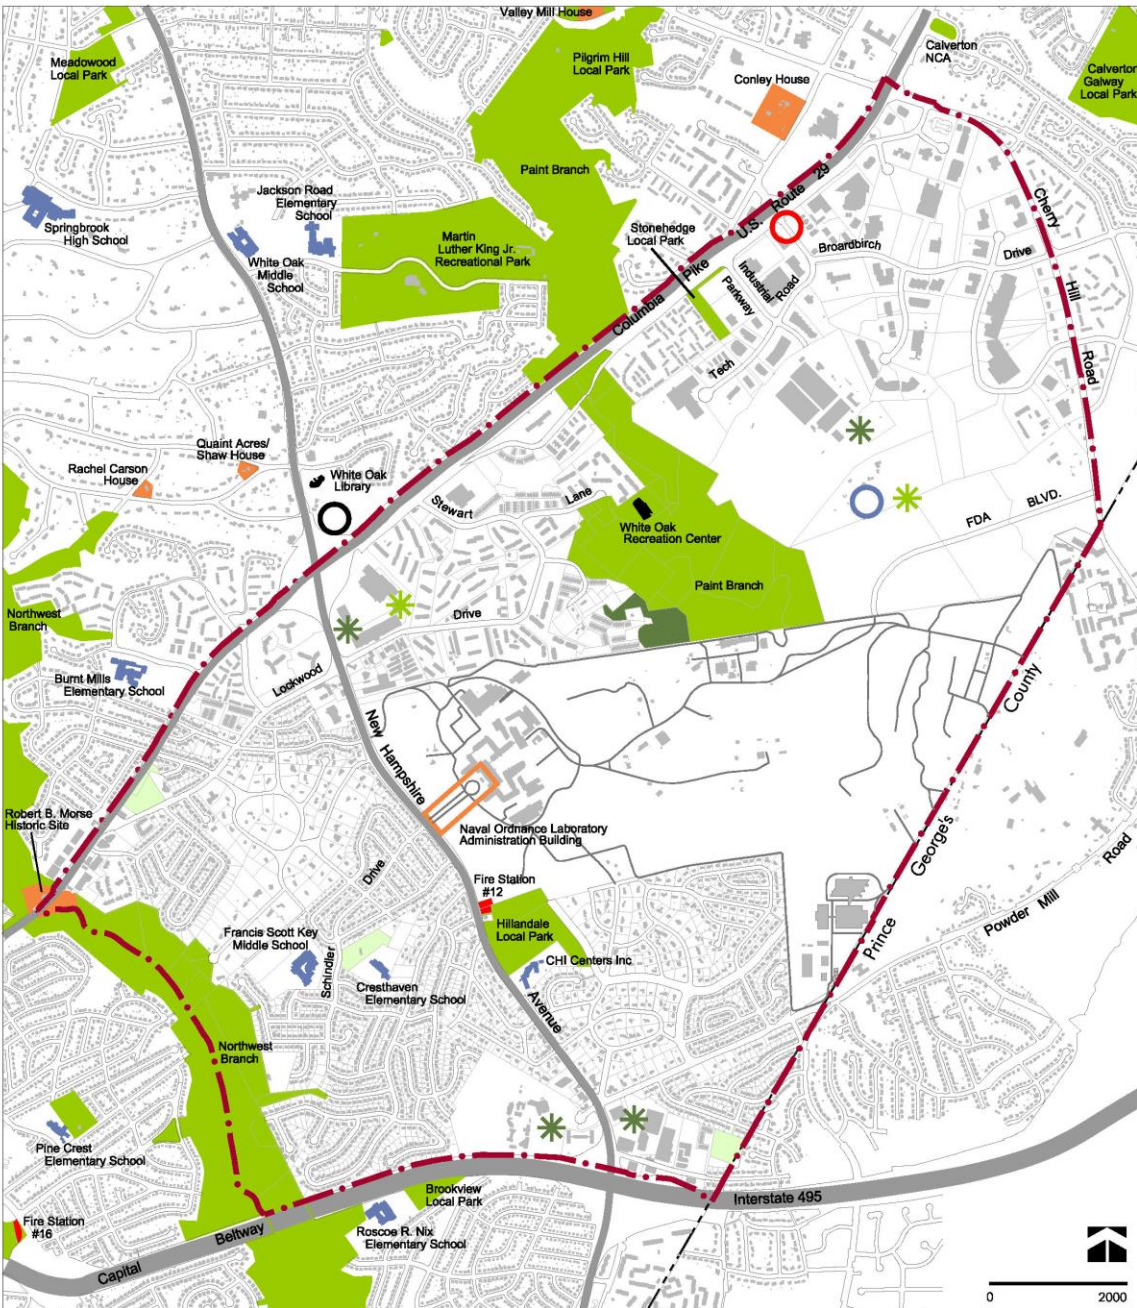 Valley Mill House
Meadowood
Local Park
Pilgrim Hill
Local Park
Calverton
NCA
Calverton
Galway
Local Park
Conley House
Paint Branch
U.S. Route 29
Cherry
Hill
Road
Jackson Road
Elementary
School
Springbrook
High School
White Oak
Middle
School
Martin
Luther King Jr.
Recreational Park
Stonehedge
Local Park
Broardbirch
Drive
Columbia Pike
Industrial
Parkway
Road
Tech
Quaint Acres/
Shaw House
Rachel Carson
House
White Oak
Library
Stewart
Lane
White Oak
Recreation Center
FDA BLVD.
Paint Branch
Northwest
Branch
Drive
Lockwood
Burnt Mills
Elementary School
New Hampshire
County
Robert B. Morse
Historic Site
Naval Ordnance Laboratory
Administration Building
George's
Road
Drive
Fire Station
#12
Hillandale
Local Park
Powder Mill
Prince
Francis Scott Key
Middle School
Schindler
Cresthaven
Elementary School
CHI Centers Inc
Avenue
Northwest
Branch
Pine Crest
Elementary School
Brookview
Local Park
Interstate 495
Fire Station
#16
Beltway
Roscoe R. Nix
Elementary School
Capital
0 2000